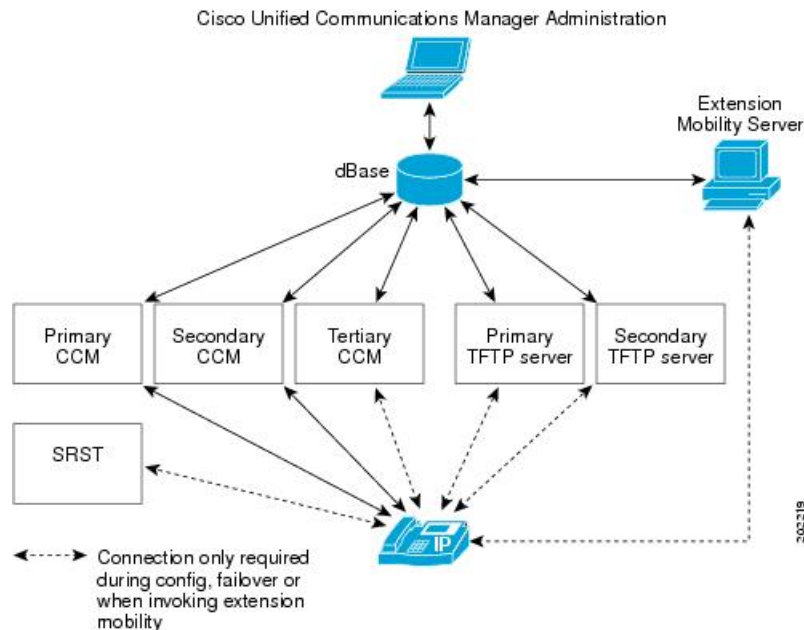 Cisco Unified Communications Manager Administration
Extension
Mobility Server
dBase
Primary
CCM
Secondary
CCM
Tertiary
CCM
Primary
TFTP server
Secondary
TFTP server
SRST
IP
Connection only required
during config, failover or
when invoking extension
mobility
202219